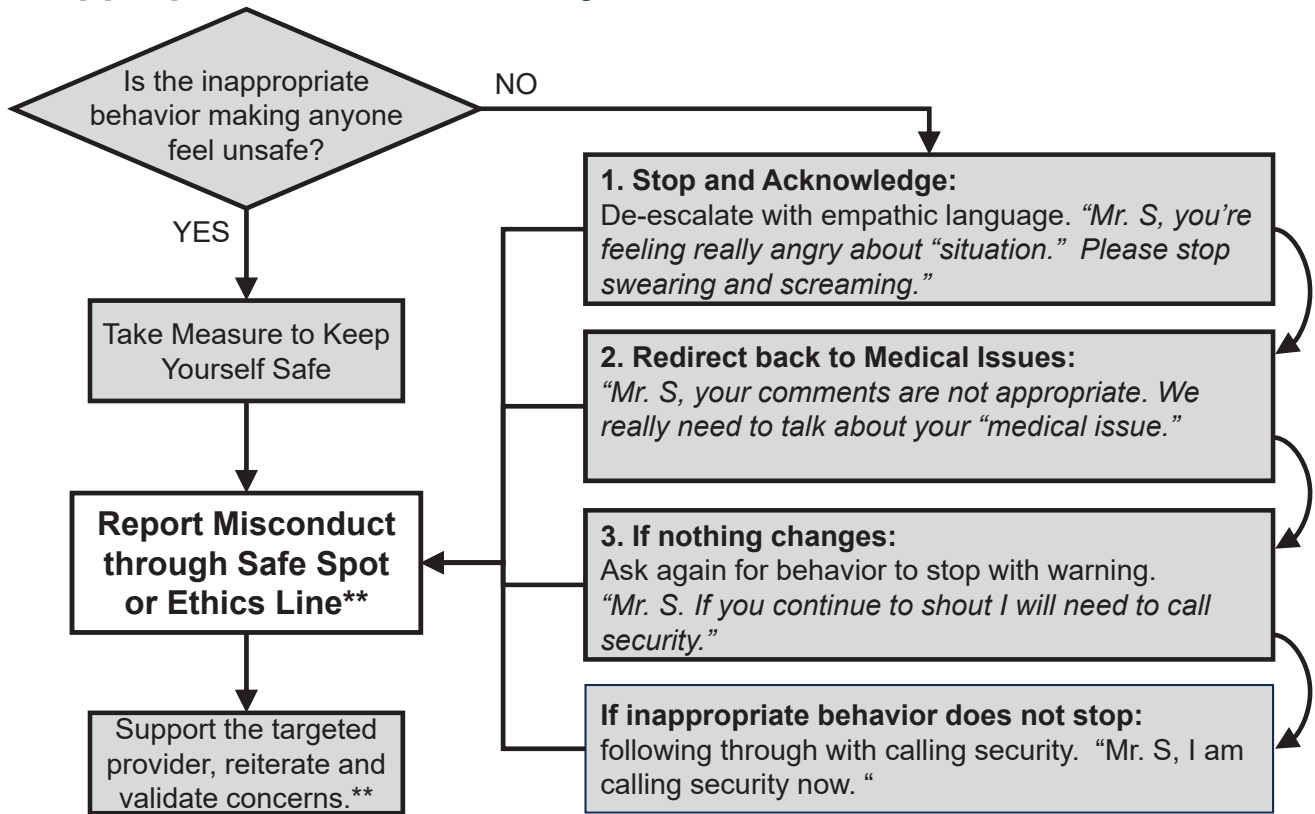 Is the inappropriate
behavior making anyone
feel unsafe?
NO
YES
Take Measure to Keep
Yourself Safe
Report Misconduct
through Safe Spot
or Ethics Line**
Support the targeted
provider, reiterate and
validate concerns.**
1. Stop and Acknowledge:
De-escalate with empathic language. “Mr. S, you’re
feeling really angry about “situation.”  Please stop
swearing and screaming.”
2. Redirect back to Medical Issues:
“Mr. S, your comments are not appropriate. We
really need to talk about your “medical issue.”
3. If nothing changes:
Ask again for behavior to stop with warning.
“Mr. S. If you continue to shout I will need to call
security.”
If inappropriate behavior does not stop:
following through with calling security.  “Mr. S, I am
calling security now. “